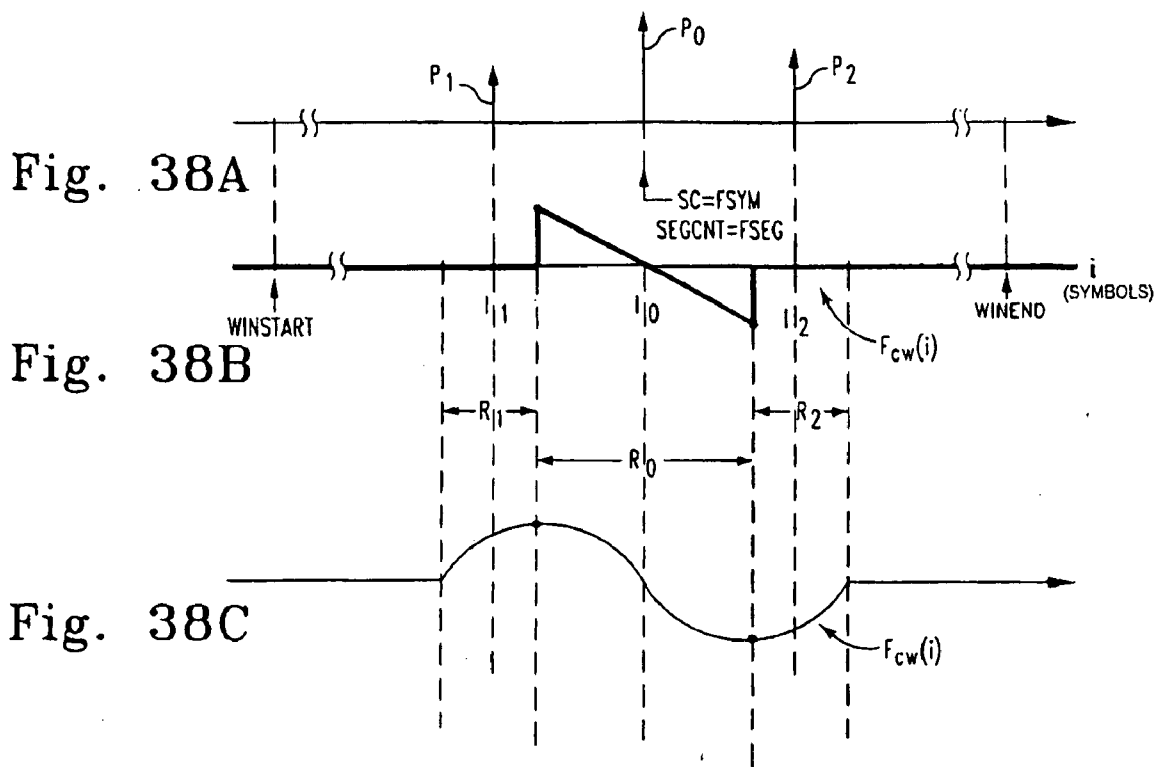 P0
P1
P2
Fig. 38A
SC=FSYM
SEGCNT=FSEG
i
(SYMBOLS)
WINSTART
I1
I0
I2
WINEND
Fcw(i)
Fig. 38B
R1
R2
R0
Fig. 38C
Fcw(i)